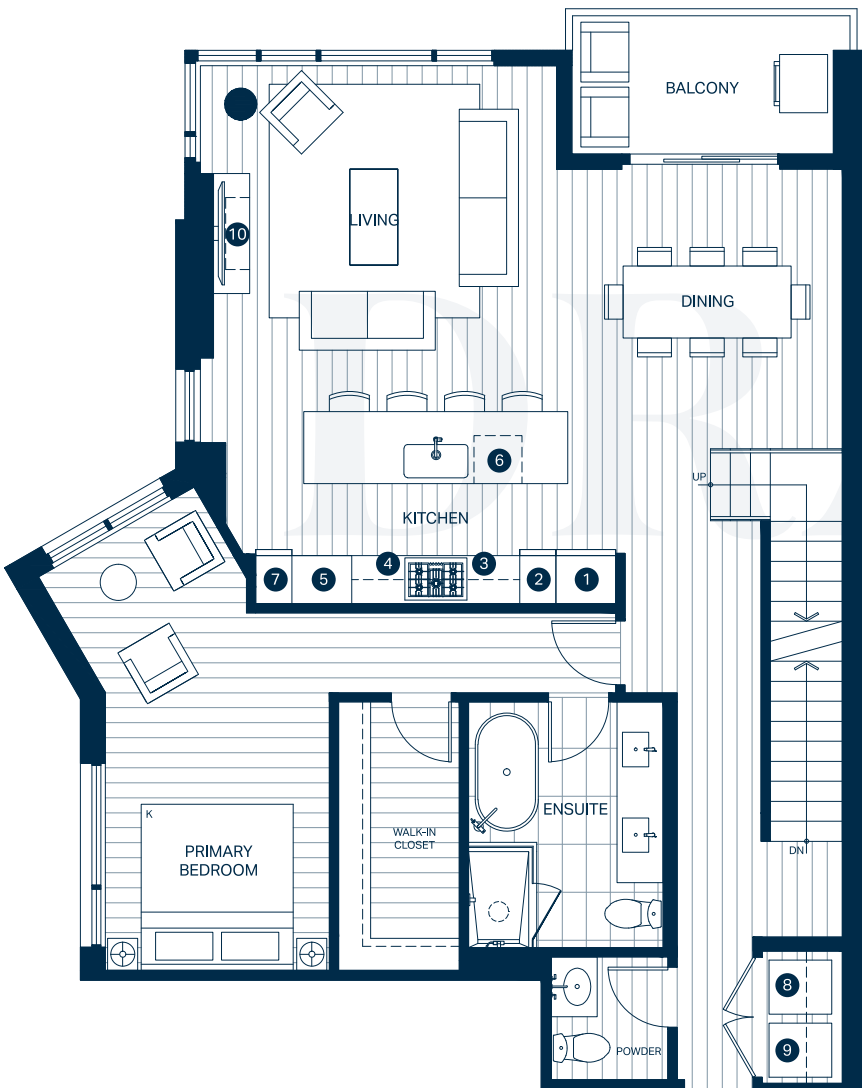 BALCONY
10
LIVING
DINING
6
UP
KITCHEN
7
5
4
3
2
1
K
PRIMARY
BEDROOM
WALK-IN
CLOSET
ENSUITE
DN
8
9
POWDER
DR